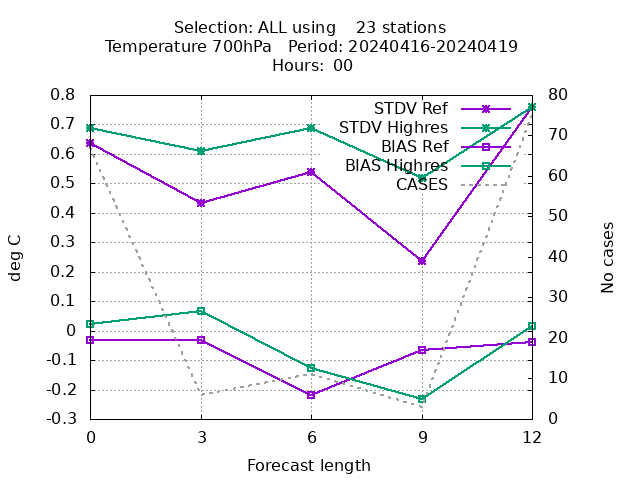 Selection: ALL using    23 stations
Temperature 700hPa   Period: 20240416-20240419
Hours:  00
0.8
0.7
0.6
0.5
0.4
0.3
0.2
0.1
0
-0.1
-0.2
-0.3
deg C
STDV Ref
STDV Highres
BIAS Ref
BIAS Highres
CASES
80
70
60
50
40
30
20
10
0
No cases
0 3 6 9 12
Forecast length